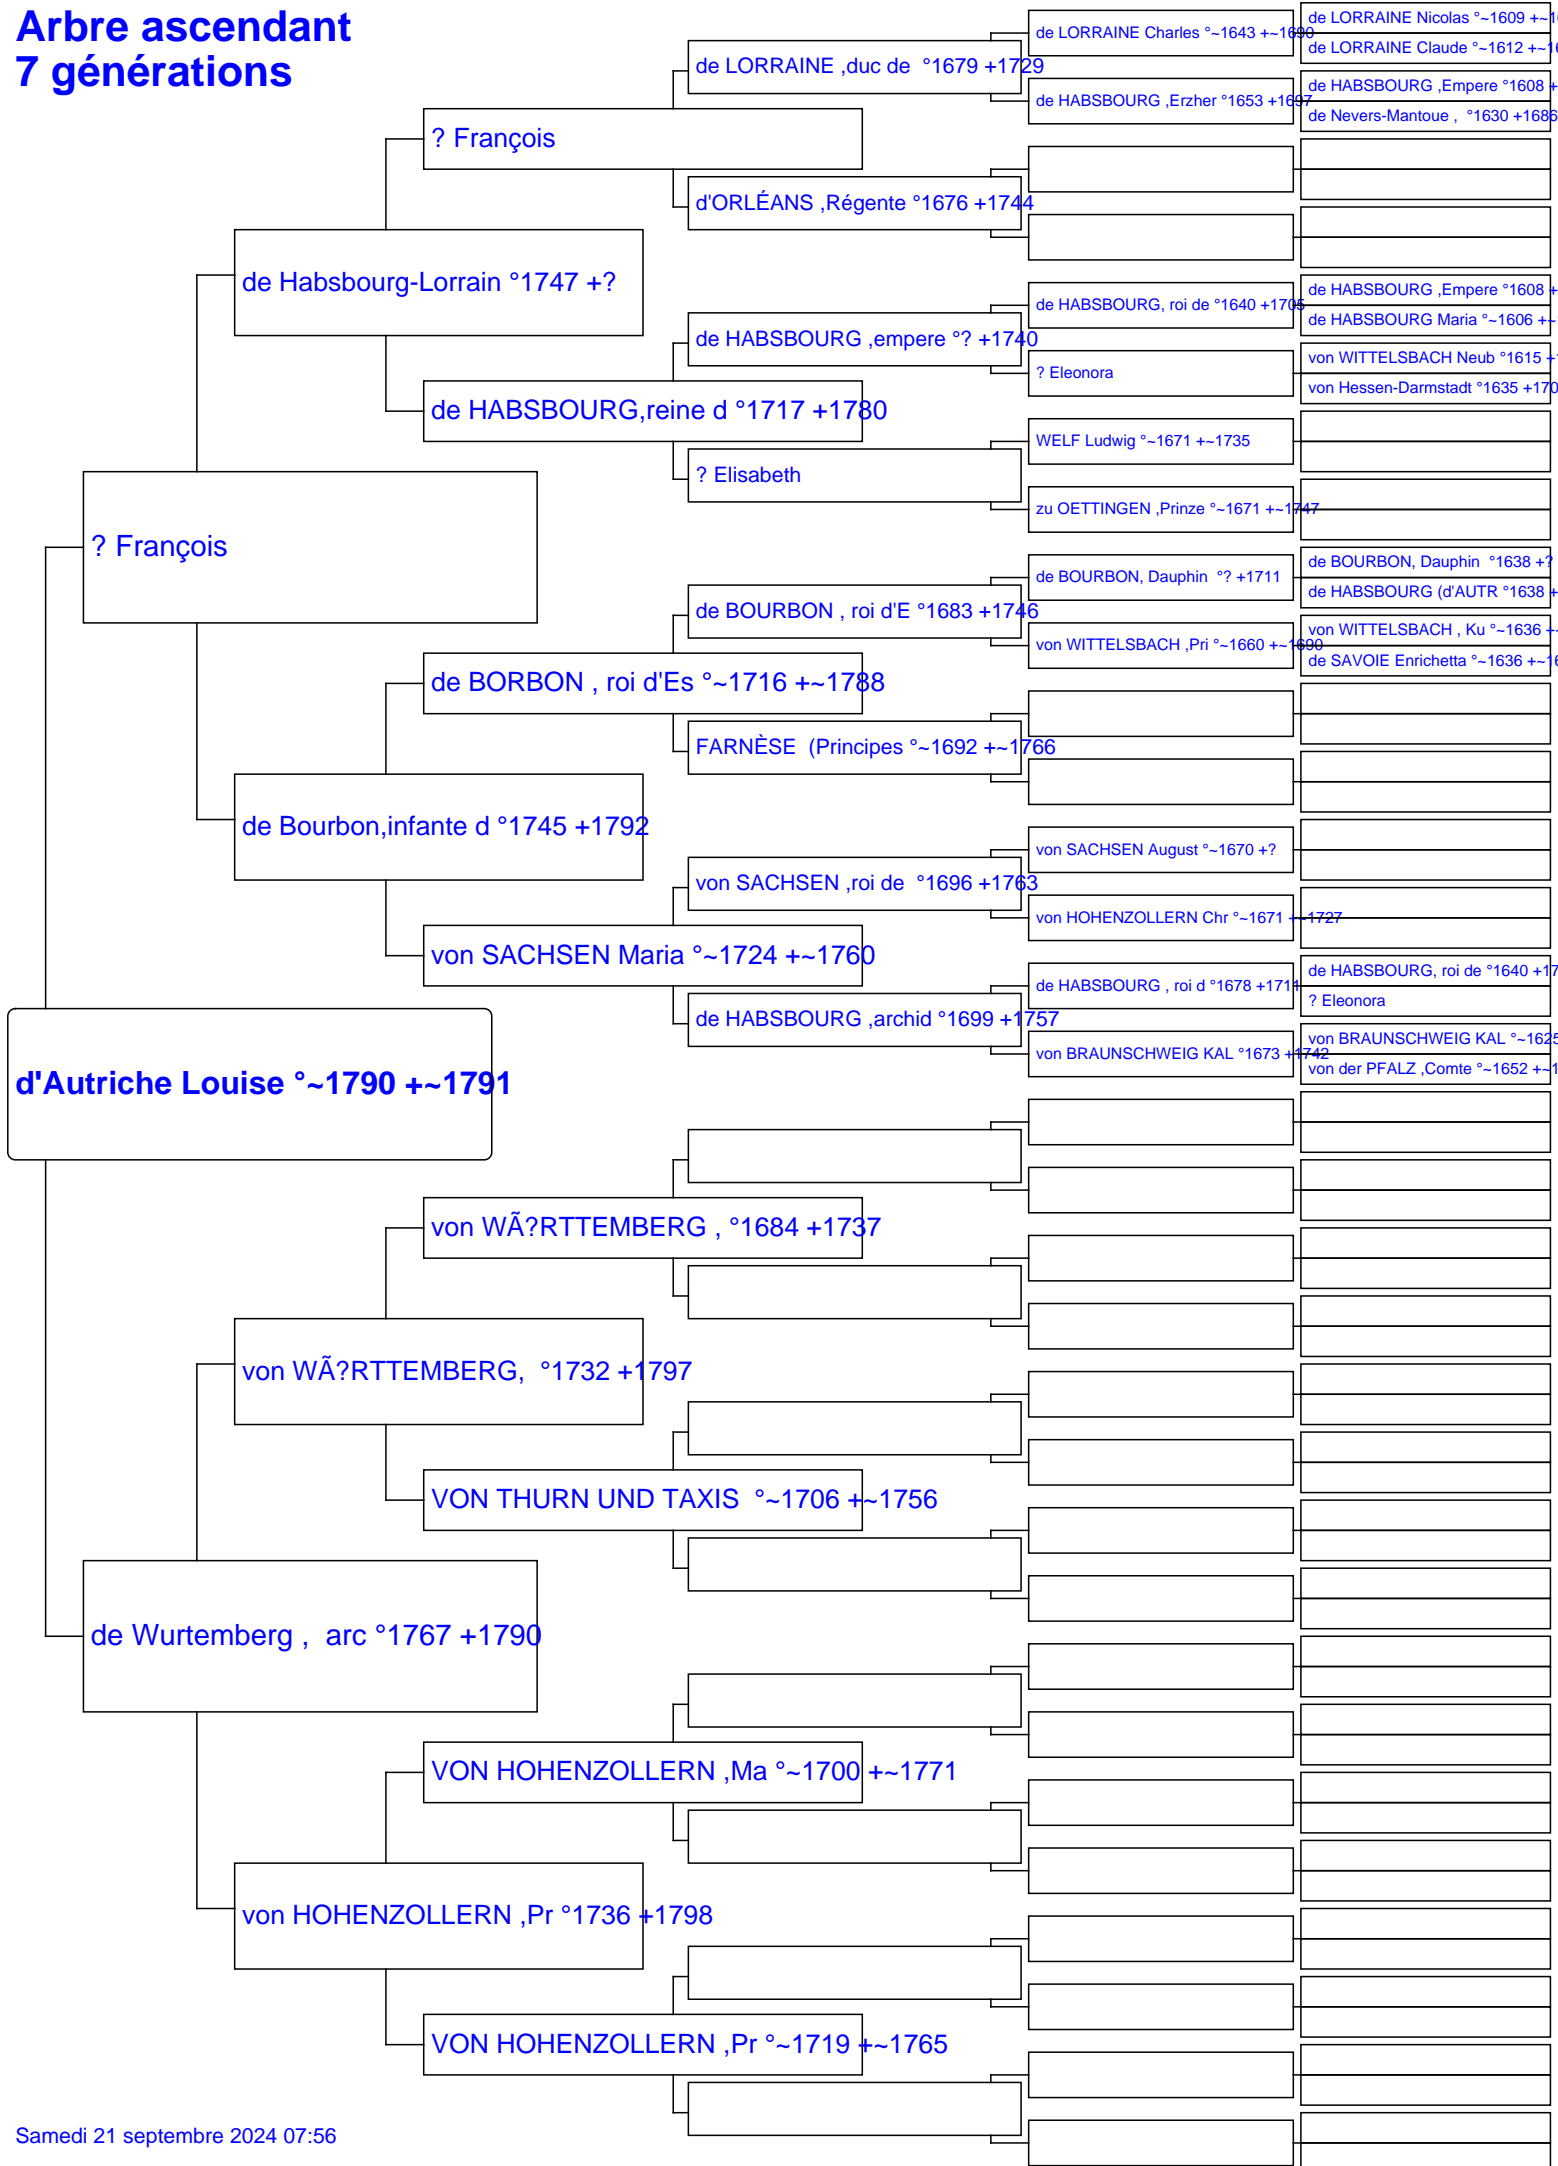 Arbre ascendant
7 générations
de LORRAINE Nicolas °~1609 +~1
de LORRAINE Charles °~1643 +~1690
de LORRAINE Claude °~1612 +~16
de LORRAINE ,duc de °1679 +1729
de HABSBOURG ,Empere °1608 +
de HABSBOURG ,Erzher °1653 +1697
de Nevers-Mantoue , °1630 +1686
? François
d'ORLÉANS ,Régente °1676 +1744
de Habsbourg-Lorrain °1747 +?
de HABSBOURG ,Empere °1608 +
de HABSBOURG, roi de °1640 +1705
de HABSBOURG Maria °~1606 +~
de HABSBOURG ,empere °? +1740
von WITTELSBACH Neub °1615 +
? Eleonora
von Hessen-Darmstadt °1635 +170
de HABSBOURG,reine d °1717 +1780
WELF Ludwig °~1671 +~1735
? Elisabeth
zu OETTINGEN ,Prinze °~1671 +~1747
? François
de BOURBON, Dauphin °1638 +?
de BOURBON, Dauphin °? +1711
de HABSBOURG (d'AUTR °1638 +
de BOURBON , roi d'E °1683 +1746
von WITTELSBACH , Ku °~1636 +~
von WITTELSBACH ,Pri °~1660 +~1690
de SAVOIE Enrichetta °~1636 +~16
de BORBON , roi d'Es °~1716 +~1788
FARNÈSE (Principes °~1692 +~1766
de Bourbon,infante d °1745 +1792
von SACHSEN August °~1670 +?
von SACHSEN ,roi de °1696 +1763
von HOHENZOLLERN Chr °~1671 +~1727
von SACHSEN Maria °~1724 +~1760
de HABSBOURG, roi de °1640 +17
de HABSBOURG , roi d °1678 +1711
? Eleonora
de HABSBOURG ,archid °1699 +1757
von BRAUNSCHWEIG KAL °~1625
von BRAUNSCHWEIG KAL °1673 +1742
von der PFALZ ,Comte °~1652 +~1
d'Autriche Louise °~1790 +~1791
von WÃ?RTTEMBERG , °1684 +1737
von WÃ?RTTEMBERG, °1732 +1797
VON THURN UND TAXIS °~1706 +~1756
de Wurtemberg , arc °1767 +1790
VON HOHENZOLLERN ,Ma °~1700 +~1771
von HOHENZOLLERN ,Pr °1736 +1798
VON HOHENZOLLERN ,Pr °~1719 +~1765
Samedi 21 septembre 2024 07:56